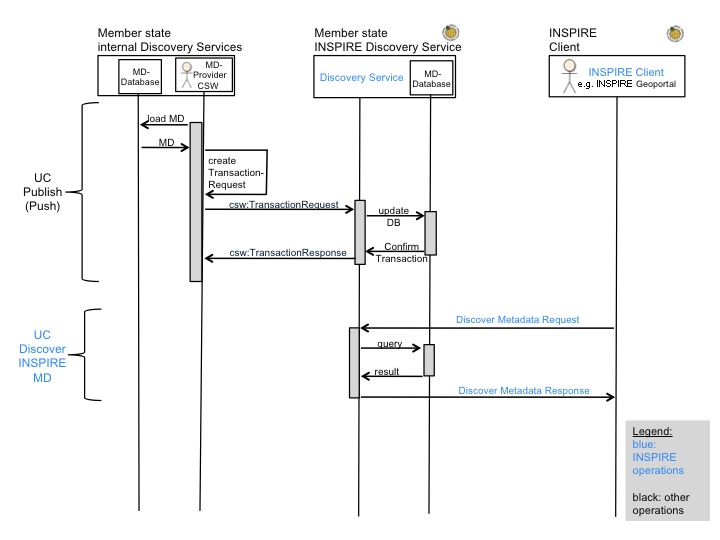 Member state
internal Discovery Services
Member state
INSPIRE Discovery Service
INSPIRE
Client
MD-
Database
MD-
Provider
CSW
Discovery Service
MD-
Database
INSPIRE Client
e.g. INSPIRE Geoportal
load MD
MD
create
Transaction-
Request
UC
Publish
(Push)
csw:TransactionRequest
update
DB
csw:TransactionResponse
Confirm
Transaction
Discover Metadata Request
UC
Discover
INSPIRE
MD
query
result
Discover Metadata Response
Legend:
blue:
INSPIRE
operations
black: other
operations